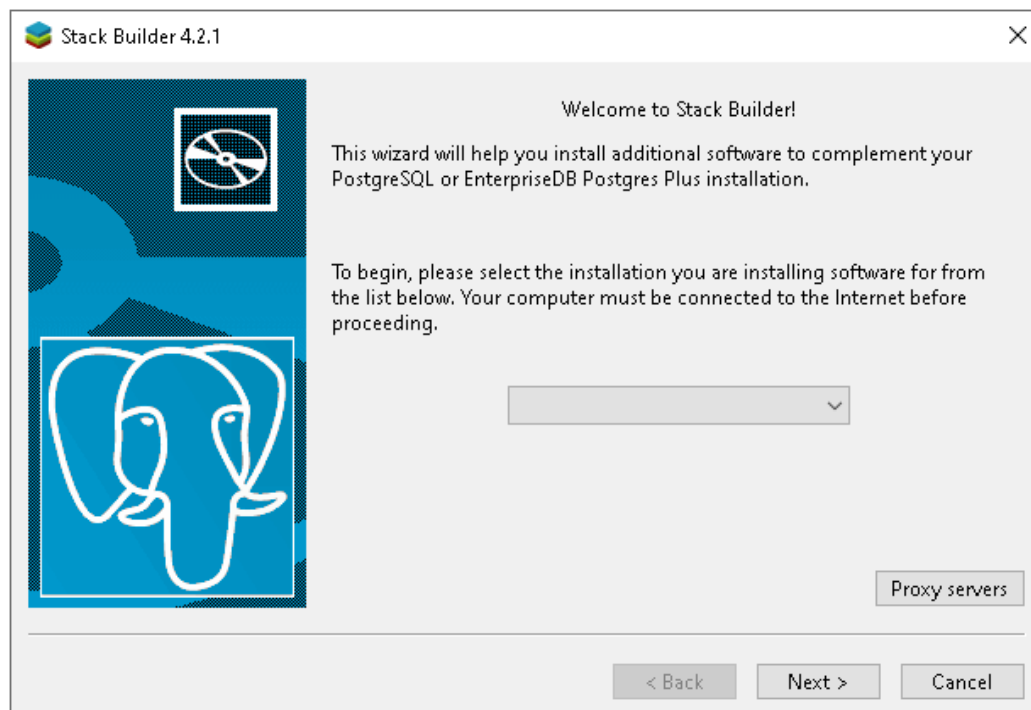 Stack Builder 4.2.1
Welcome to Stack Builder!
This wizard will help you install additional software to complement your
PostgreSQL or EnterpriseDB Postgres Plus installation.
To begin, please select the installation you are installing software for from
the list below. Your computer must be connected to the Internet before
proceeding.
Proxy servers
< Back
Next >
Cancel